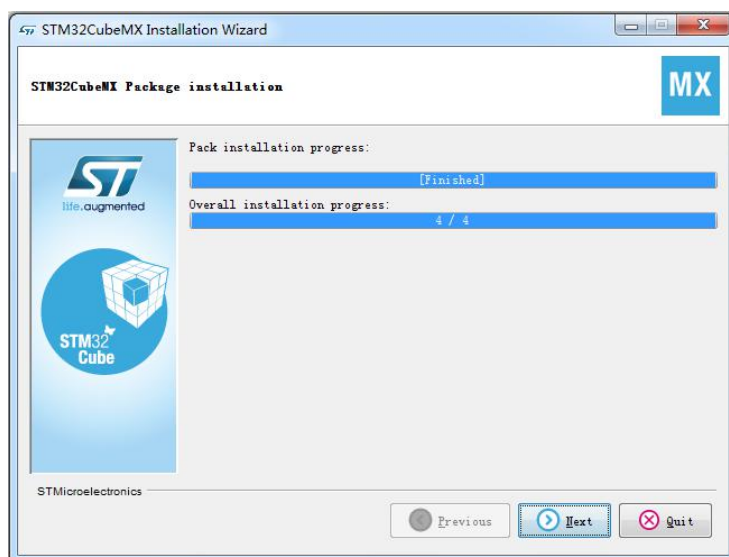 STM32CubeMX Installation Wizard
STM32CubeMX Package installation
MX
Pack installation progress:
[Finished]
Overall installation progress:
4 / 4
ST
life.augmented
STM32
Cube
STMicroelectronics
Previous
Next
Quit